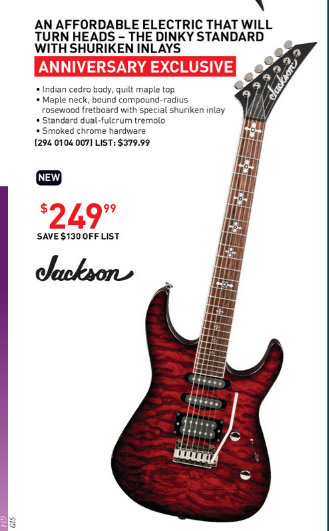 AN AFFORDABLE ELECTRIC THAT WILL
TURN HEADS – THE DINKY STANDARD
WITH SHURIKEN INLAYS
ANNIVERSARY EXCLUSIVE
• Indian cedro body, quilt maple top
• Maple neck, bound compound-radius
rosewood fretboard with special shuriken inlay
• Standard dual-fulcrum tremolo
• Smoked chrome hardware
(294 0104 007) LIST: $379.99
NEW
$249.99
SAVE $130 OFF LIST
Jackson
Jackson